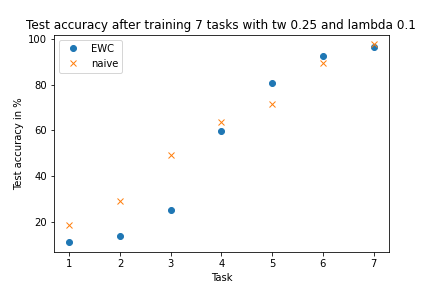 Test accuracy after training 7 tasks with tw 0.25 and lambda 0.1
EWC
naive
100
80
60
40
20
Test accuracy in %
1 2 3 4 5 6 7
Task